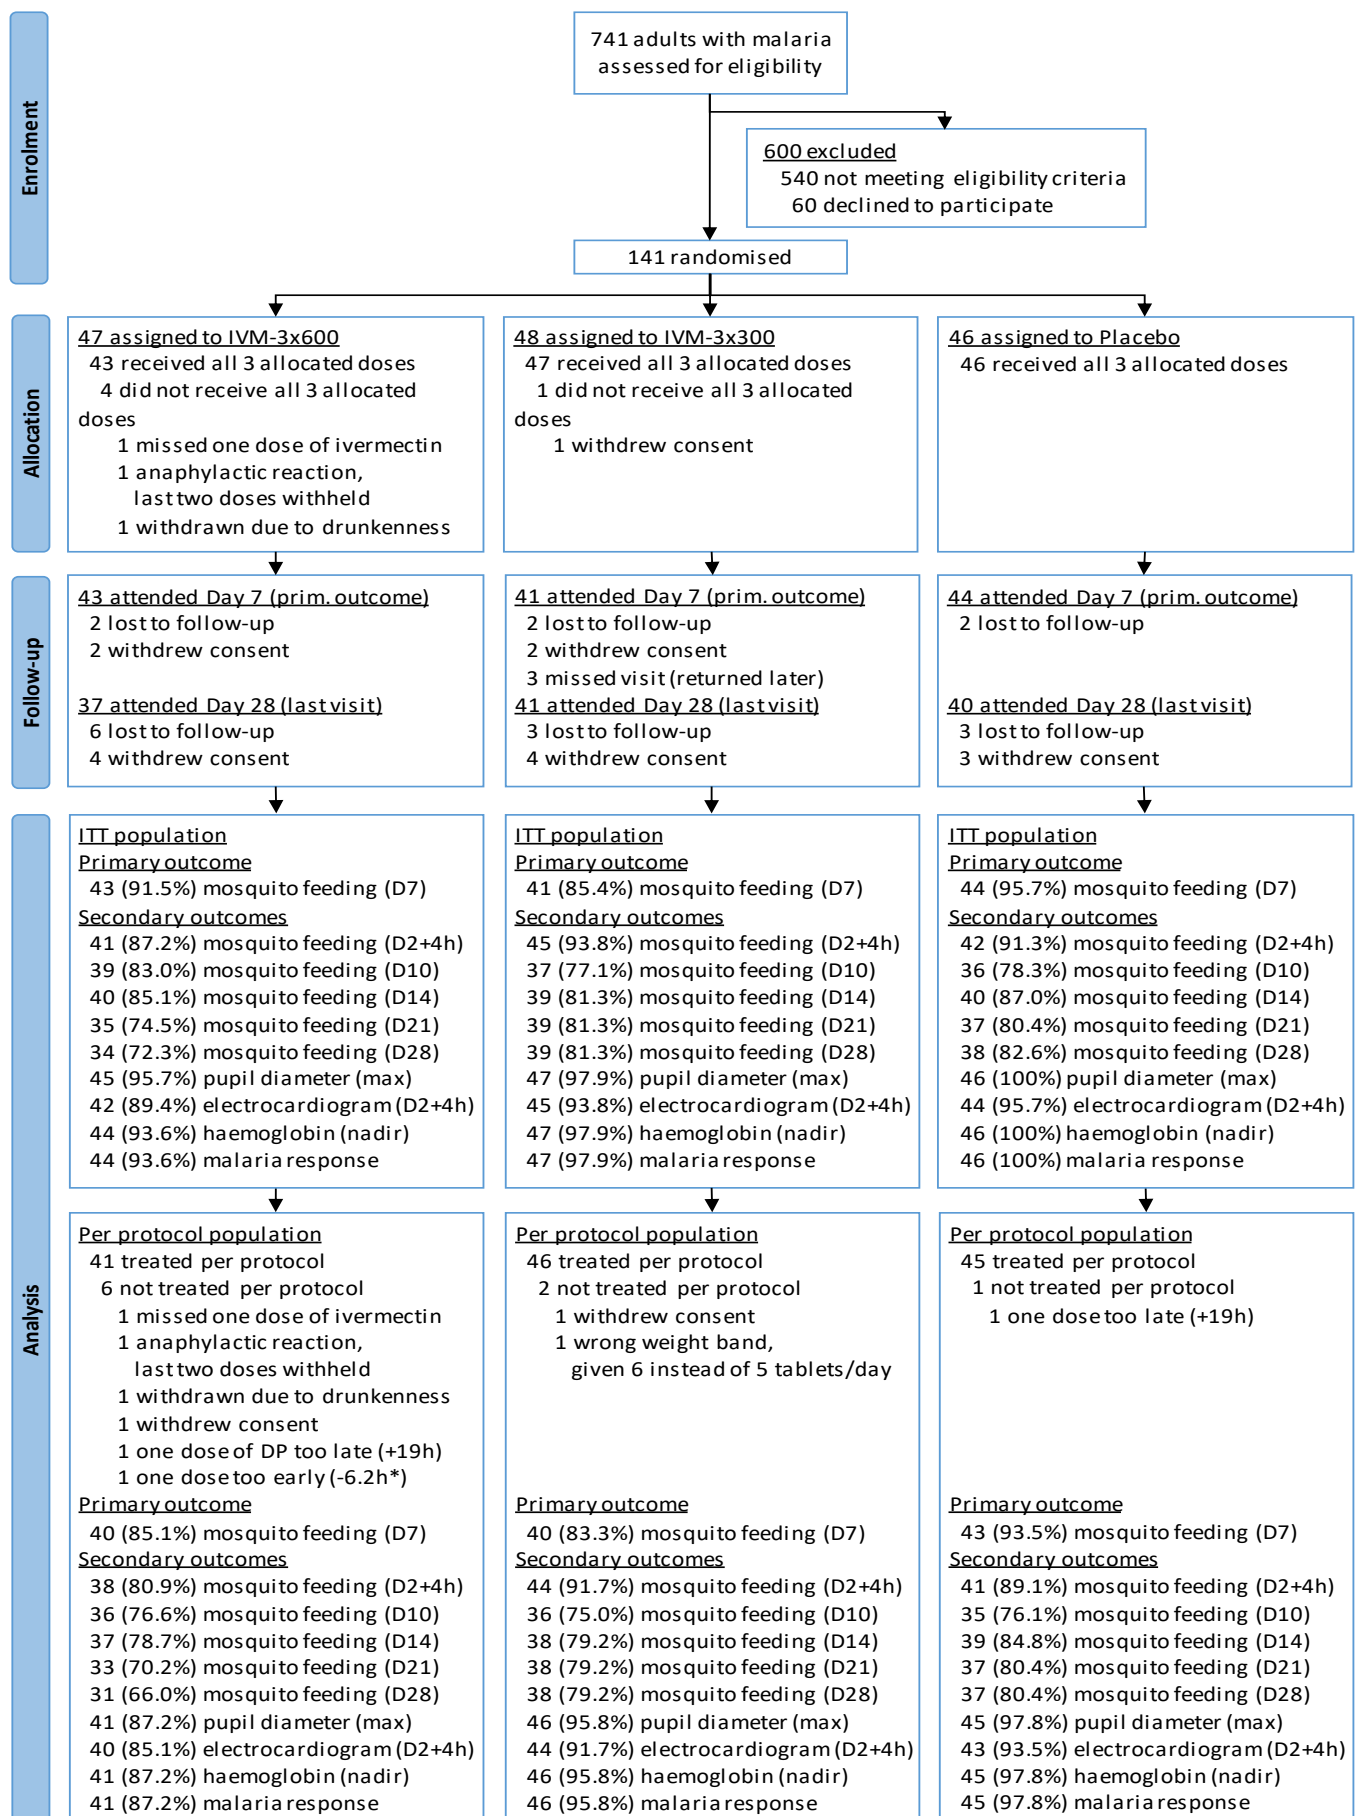 Enrolment
741 adults with malaria
assessed for eligibility
600 excluded
540 not meeting eligibility criteria
60 declined to participate
141 randomised
Allocation
47 assigned to IVM-3x600
43 received all 3 allocated doses
4 did not receive all 3 allocated
doses
1 missed one dose of ivermectin
1 anaphylactic reaction,
last two doses withheld
1 withdrawn due to drunkenness
48 assigned to IVM-3x300
47 received all 3 allocated doses
1 did not receive all 3 allocated
doses
1 withdrew consent
46 assigned to Placebo
46 received all 3 allocated doses
Follow-up
43 attended Day 7 (prim. outcome)
2 lost to follow-up
2 withdrew consent
37 attended Day 28 (last visit)
6 lost to follow-up
4 withdrew consent
41 attended Day 7 (prim. outcome)
2 lost to follow-up
2 withdrew consent
3 missed visit (returned later)
41 attended Day 28 (last visit)
3 lost to follow-up
4 withdrew consent
44 attended Day 7 (prim. outcome)
2 lost to follow-up
40 attended Day 28 (last visit)
3 lost to follow-up
3 withdrew consent
Analysis
ITT population
Primary outcome
43 (91.5%) mosquito feeding (D7)
Secondary outcomes
41 (87.2%) mosquito feeding (D2+4h)
39 (83.0%) mosquito feeding (D10)
40 (85.1%) mosquito feeding (D14)
35 (74.5%) mosquito feeding (D21)
34 (72.3%) mosquito feeding (D28)
45 (95.7%) pupil diameter (max)
42 (89.4%) electrocardiogram (D2+4h)
44 (93.6%) haemoglobin (nadir)
44 (93.6%) malaria response
ITT population
Primary outcome
41 (85.4%) mosquito feeding (D7)
Secondary outcomes
45 (93.8%) mosquito feeding (D2+4h)
37 (77.1%) mosquito feeding (D10)
39 (81.3%) mosquito feeding (D14)
39 (81.3%) mosquito feeding (D21)
39 (81.3%) mosquito feeding (D28)
47 (97.9%) pupil diameter (max)
45 (93.8%) electrocardiogram (D2+4h)
47 (97.9%) haemoglobin (nadir)
47 (97.9%) malaria response
ITT population
Primary outcome
44 (95.7%) mosquito feeding (D7)
Secondary outcomes
42 (91.3%) mosquito feeding (D2+4h)
36 (78.3%) mosquito feeding (D10)
40 (87.0%) mosquito feeding (D14)
37 (80.4%) mosquito feeding (D21)
38 (82.6%) mosquito feeding (D28)
46 (100%) pupil diameter (max)
44 (95.7%) electrocardiogram (D2+4h)
46 (100%) haemoglobin (nadir)
46 (100%) malaria response
Per protocol population
41 treated per protocol
6 not treated per protocol
1 missed one dose of ivermectin
1 anaphylactic reaction,
last two doses withheld
1 withdrawn due to drunkenness
1 withdrew consent
1 one dose of DP too late (+19h)
1 one dose too early (-6.2h*)
Primary outcome
40 (85.1%) mosquito feeding (D7)
Secondary outcomes
38 (80.9%) mosquito feeding (D2+4h)
36 (76.6%) mosquito feeding (D10)
37 (78.7%) mosquito feeding (D14)
33 (70.2%) mosquito feeding (D21)
31 (66.0%) mosquito feeding (D28)
41 (87.2%) pupil diameter (max)
40 (85.1%) electrocardiogram (D2+4h)
41 (87.2%) haemoglobin (nadir)
41 (87.2%) malaria response
Per protocol population
46 treated per protocol
2 not treated per protocol
1 withdrew consent
1 wrong weight band,
given 6 instead of 5 tablets/day
Primary outcome
40 (83.3%) mosquito feeding (D7)
Secondary outcomes
44 (91.7%) mosquito feeding (D2+4h)
36 (75.0%) mosquito feeding (D10)
38 (79.2%) mosquito feeding (D14)
38 (79.2%) mosquito feeding (D21)
38 (79.2%) mosquito feeding (D28)
46 (95.8%) pupil diameter (max)
44 (91.7%) electrocardiogram (D2+4h)
46 (95.8%) haemoglobin (nadir)
46 (95.8%) malaria response
Per protocol population
45 treated per protocol
1 not treated per protocol
1 one dose too late (+19h)
Primary outcome
43 (93.5%) mosquito feeding (D7)
Secondary outcomes
41 (89.1%) mosquito feeding (D2+4h)
35 (76.1%) mosquito feeding (D10)
39 (84.8%) mosquito feeding (D14)
37 (80.4%) mosquito feeding (D21)
37 (80.4%) mosquito feeding (D28)
45 (97.8%) pupil diameter (max)
43 (93.5%) electrocardiogram (D2+4h)
45 (97.8%) haemoglobin (nadir)
45 (97.8%) malaria response